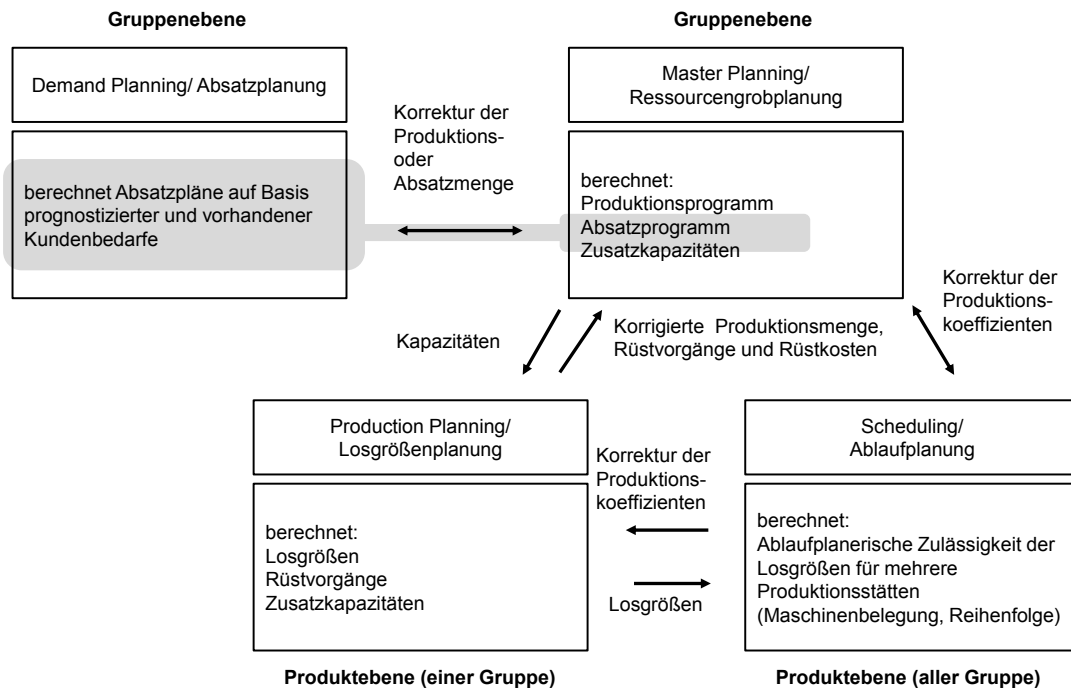 Gruppenebene
Demand Planning/ Absatzplanung
berechnet Absatzpläne auf Basis
prognostizierter und vorhandener
Kundenbedarfe
Korrektur der
Produktions-
oder
Absatzmenge
Gruppenebene
Master Planning/
Ressourcengrobplanung
berechnet:
Produktionsprogramm
Absatzprogramm
Zusatzkapazitäten
Kapazitäten
Korrigierte Produktionsmenge,
Rüstvorgänge und Rüstkosten
Korrektur der
Produktions-
koeffizienten
Production Planning/
Losgrößenplanung
berechnet:
Losgrößen
Rüstvorgänge
Zusatzkapazitäten
Produktebene (einer Gruppe)
Korrektur der
Produktions-
koeffizienten
Losgrößen
Scheduling/
Ablaufplanung
berechnet:
Ablaufplanerische Zulässigkeit der
Losgrößen für mehrere
Produktionsstätten
(Maschinenbelegung, Reihenfolge)
Produktebene (aller Gruppe)